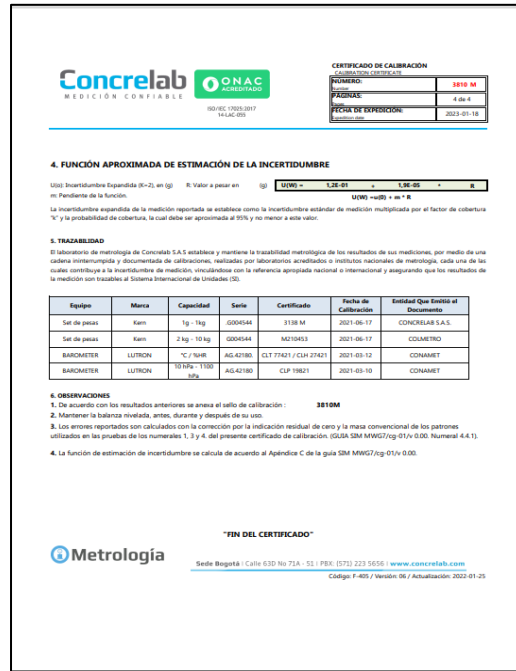 Concrelab
MEDICIÓN CONFIABLE
ONAC
ACREDITADO
ISO/IEC 17025:2017
14-LAC-055
CERTIFICADO DE CALIBRACIÓN
CALIBRATION CERTIFICATE
NÚMERO:
Number
3810 M
PÁGINAS:
Pages
4 de 4
FECHA DE EXPEDICIÓN:
Expedition date
2023-01-18
4. FUNCIÓN APROXIMADA DE ESTIMACIÓN DE LA INCERTIDUMBRE
U(o): Incertidumbre Expandida (K=2), en (g) R: Valor a pesar en (g) U(W) = 1,2E-01 + 1,9E-05 * R
m: Pendiente de la función. U(W) =u(0) + m * R
La incertidumbre expandida de la medición reportada se establece como la incertidumbre estándar de medición multiplicada por el factor de cobertura
"k" y la probabilidad de cobertura, la cual debe ser aproximada al 95% y no menor a este valor.
5. TRAZABILIDAD
El laboratorio de metrología de Concrelab S.A.S establece y mantiene la trazabilidad metrológica de los resultados de sus mediciones, por medio de una
cadena ininterrumpida y documentada de calibraciones, realizadas por laboratorios acreditados o institutos nacionales de metrología, cada una de las
cuales contribuye a la incertidumbre de medición, vinculándose con la referencia apropiada nacional o internacional y asegurando que los resultados de
la medición son trazables al Sistema Internacional de Unidades (SI).
Equipo Marca Capacidad Serie Certificado Fecha de Calibración Entidad Que Emitió el Documento
Set de pesas Kern 1g - 1kg .G004544 3138 M 2021-06-17 CONCRELAB S.A.S.
Set de pesas Kern 2 kg - 10 kg G004544 M210453 2021-06-17 COLMETRO
BAROMETER LUTRON °C / %HR AG.42180. CLT 77421 / CLH 27421 2021-03-12 CONAMET
BAROMETER LUTRON 10 hPa - 1100 hPa AG.42180 CLP 19821 2021-03-10 CONAMET
6. OBSERVACIONES
1. De acuerdo con los resultados anteriores se anexa el sello de calibración : 3810M
2. Mantener la balanza nivelada, antes, durante y después de su uso.
3. Los errores reportados son calculados con la corrección por la indicación residual de cero y la masa convencional de los patrones
utilizados en las pruebas de los numerales 1, 3 y 4. del presente certificado de calibración. (GUIA SIM MWG7/cg-01/v 0.00. Numeral 4.4.1).
4. La función de estimación de incertidumbre se calcula de acuerdo al Apéndice C de la guía SIM MWG7/cg-01/v 0.00.
"FIN DEL CERTIFICADO"
Metrología
Sede Bogotá | Calle 63D No 71A - 51 | PBX: (571) 223 5656 | www.concrelab.com
Código: F-405 / Versión: 06 / Actualización: 2022-01-25